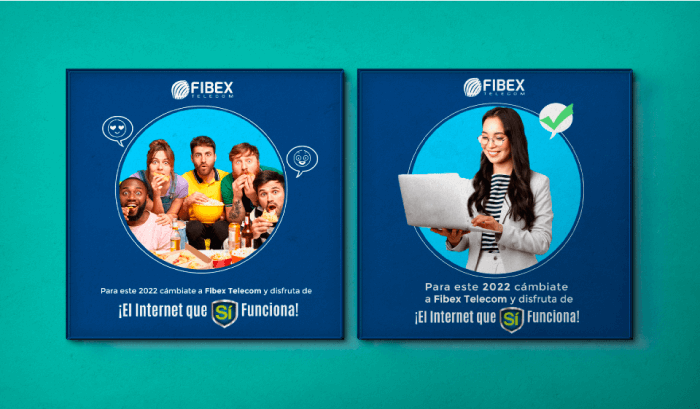 FIBEX
TELECOM
Para este 2022 cámbiate a Fibex Telecom y disfruta de
¡El Internet que Sí Funciona!
FIBEX
TELECOM
Para este 2022 cámbiate
a Fibex Telecom y disfruta de
¡El Internet que Sí Funciona!